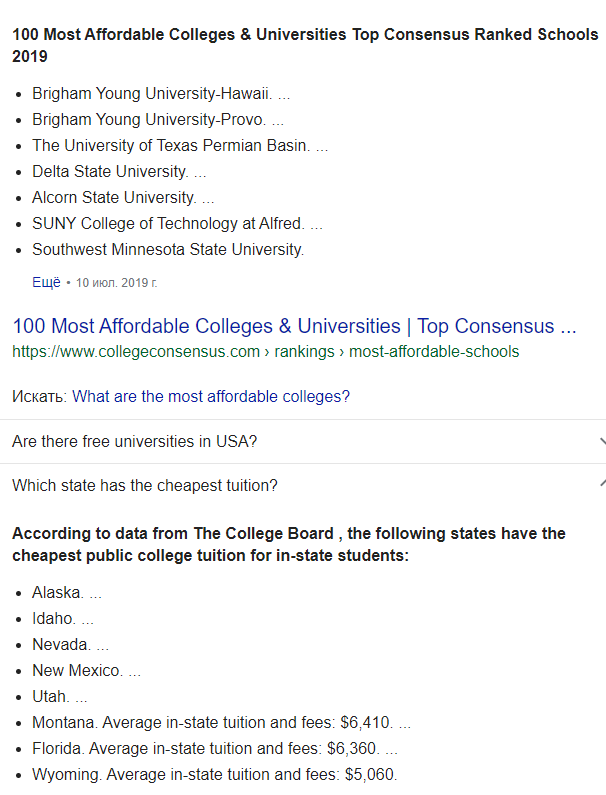 100 Most Affordable Colleges & Universities Top Consensus Ranked Schools
2019
• Brigham Young University-Hawaii. ...
• Brigham Young University-Provo. ...
• The University of Texas Permian Basin. ...
• Delta State University. ...
• Alcorn State University. ...
• SUNY College of Technology at Alfred. ...
• Southwest Minnesota State University.
Ещё • 10 июл. 2019 г.
100 Most Affordable Colleges & Universities | Top Consensus ...
https://www.collegeconsensus.com › rankings › most-affordable-schools
Искать: What are the most affordable colleges?
Are there free universities in USA?
Which state has the cheapest tuition?
According to data from The College Board , the following states have the
cheapest public college tuition for in-state students:
• Alaska. ...
• Idaho. ...
• Nevada. ...
• New Mexico. ...
• Utah. ...
• Montana. Average in-state tuition and fees: $6,410. ...
• Florida. Average in-state tuition and fees: $6,360. ...
• Wyoming. Average in-state tuition and fees: $5,060.